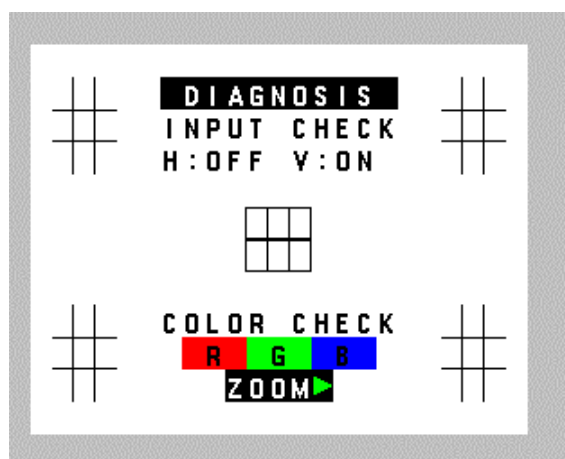 DIAGNOSIS
INPUT CHECK
H:OFF V:ON
COLOR CHECK
R G B
ZOOM